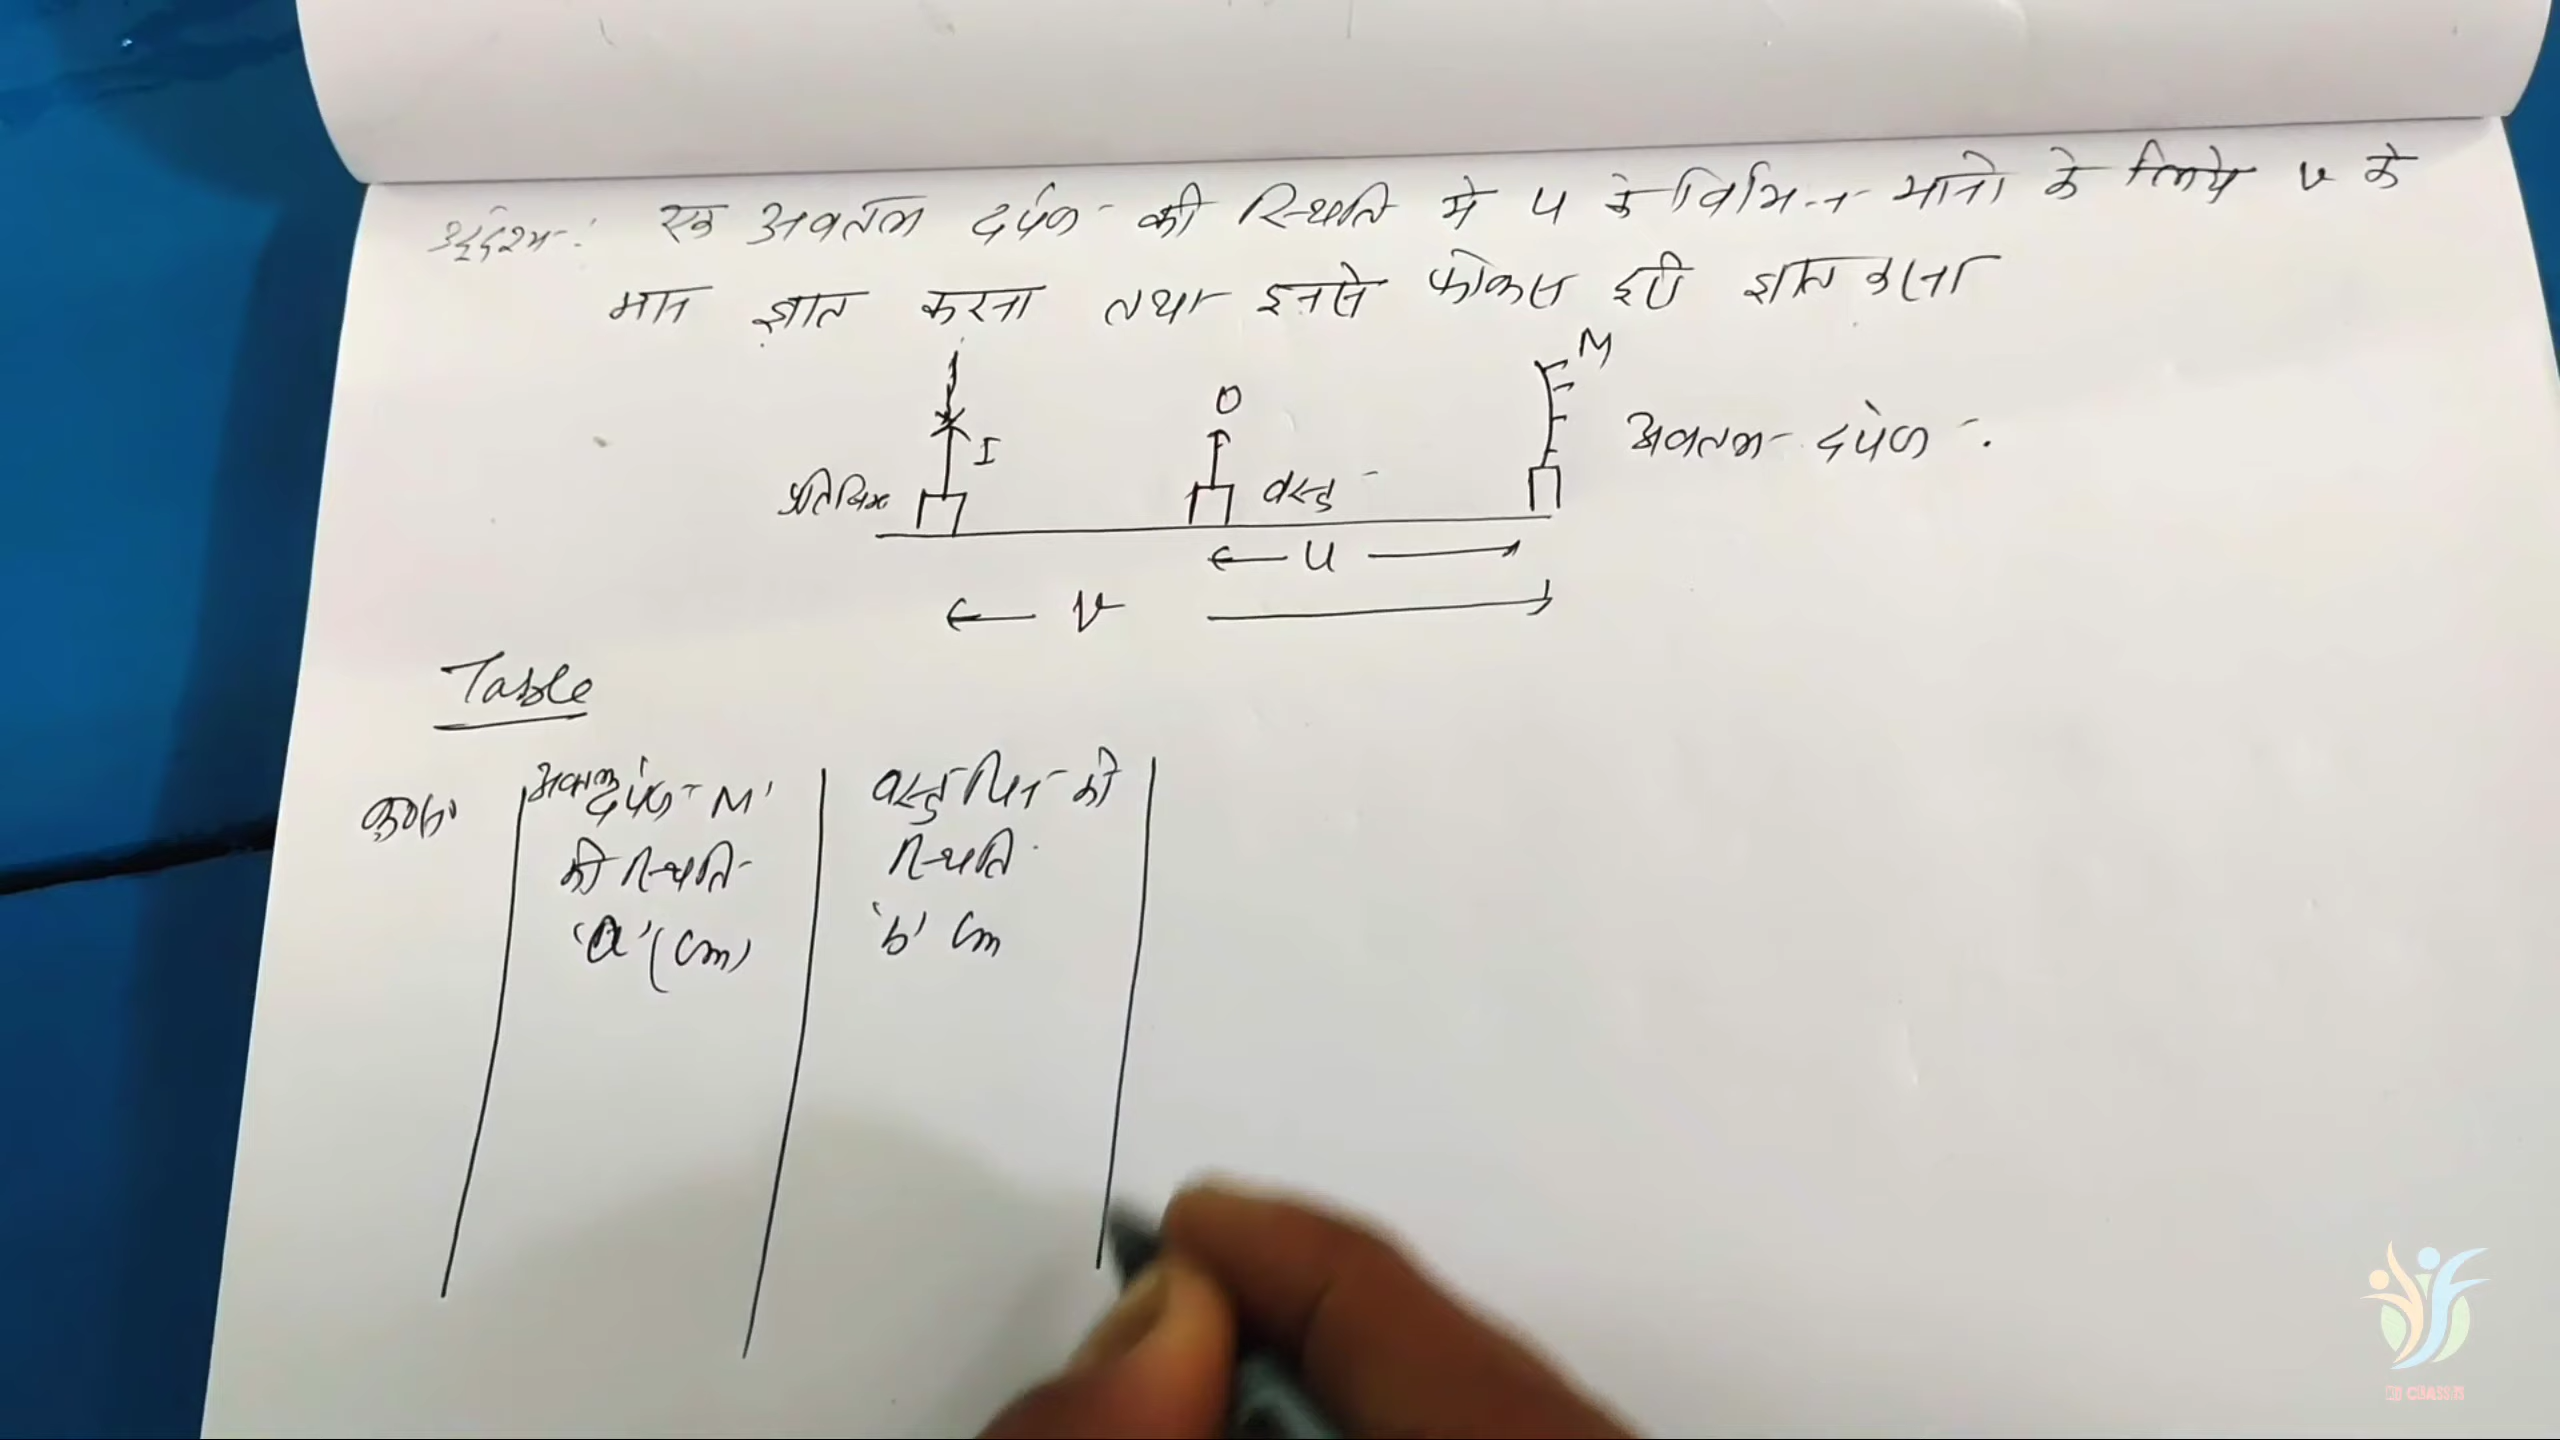 उद्देश्य-: एक अवतल दर्पण की स्थिति मे u के विभिन्न मानो के लिये v के
मान ज्ञात करना तथा इनसे फोकस दूरी ज्ञात करना
M
O
I
अवतल दर्पण
प्रतिबिम्ब
वस्तु
u
v
Table
क्र०सं०
अवतल दर्पण 'M'
की स्थिति
'a' (cm)
वस्तु पिन की
स्थिति
'b' cm
CLASSES